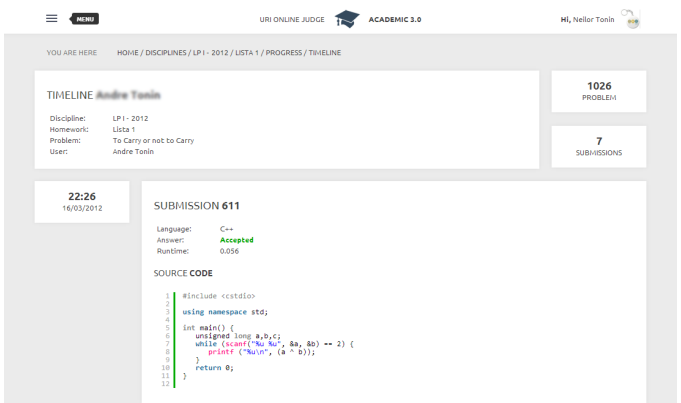 MENU
URI ONLINE JUDGE ACADEMIC 3.0
Hi, Neilor Tonin
YOU ARE HERE HOME / DISCIPLINES / LP I - 2012 / LISTA 1 / PROGRESS / TIMELINE
TIMELINE Andre Tonin
Discipline: LP I - 2012
Homework: Lista 1
Problem: To Carry or not to Carry
User: Andre Tonin
1026
PROBLEM
7
SUBMISSIONS
22:26
16/03/2012
SUBMISSION 611
Language: C++
Answer: Accepted
Runtime: 0.056
SOURCE CODE
1 #include <cstdio>
2
3 using namespace std;
4
5 int main() {
6 unsigned long a,b,c;
7 while (scanf("%u %u", &a, &b) == 2) {
8 printf ("%u\n", (a ^ b));
9 }
10 return 0;
11 }
12